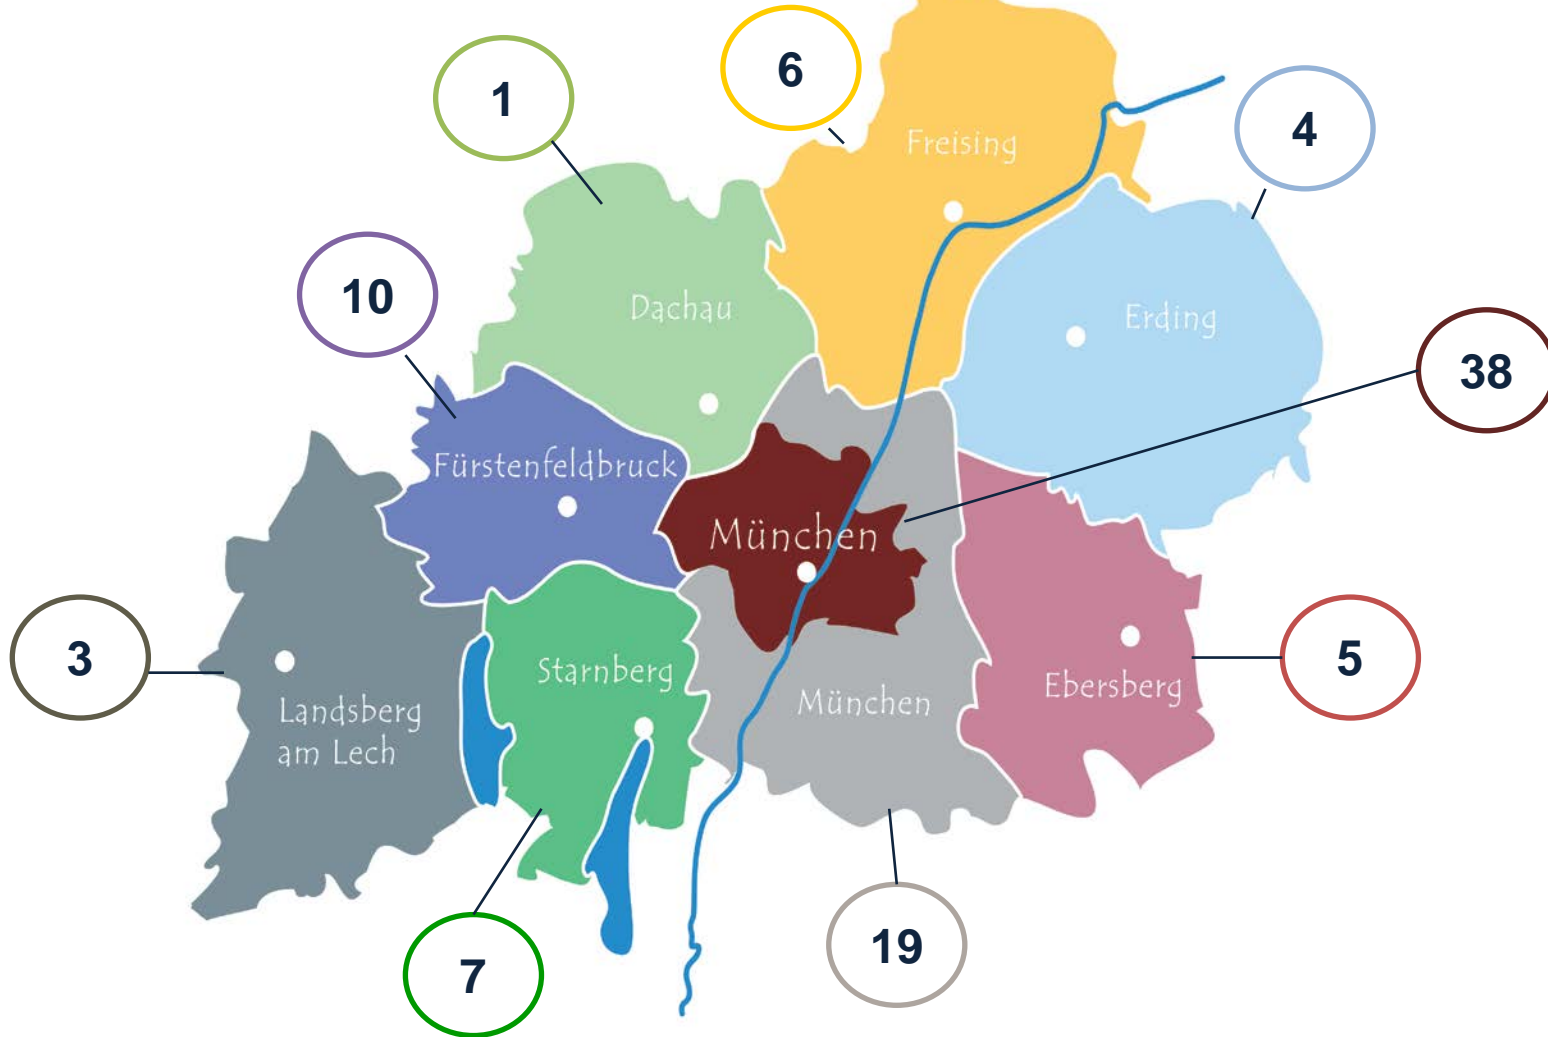 6
1
4
Freising
10
Dachau
Erding
38
Fürstenfeldbruck
München
3
Starnberg
5
Ebersberg
München
Landsberg
am Lech
19
7